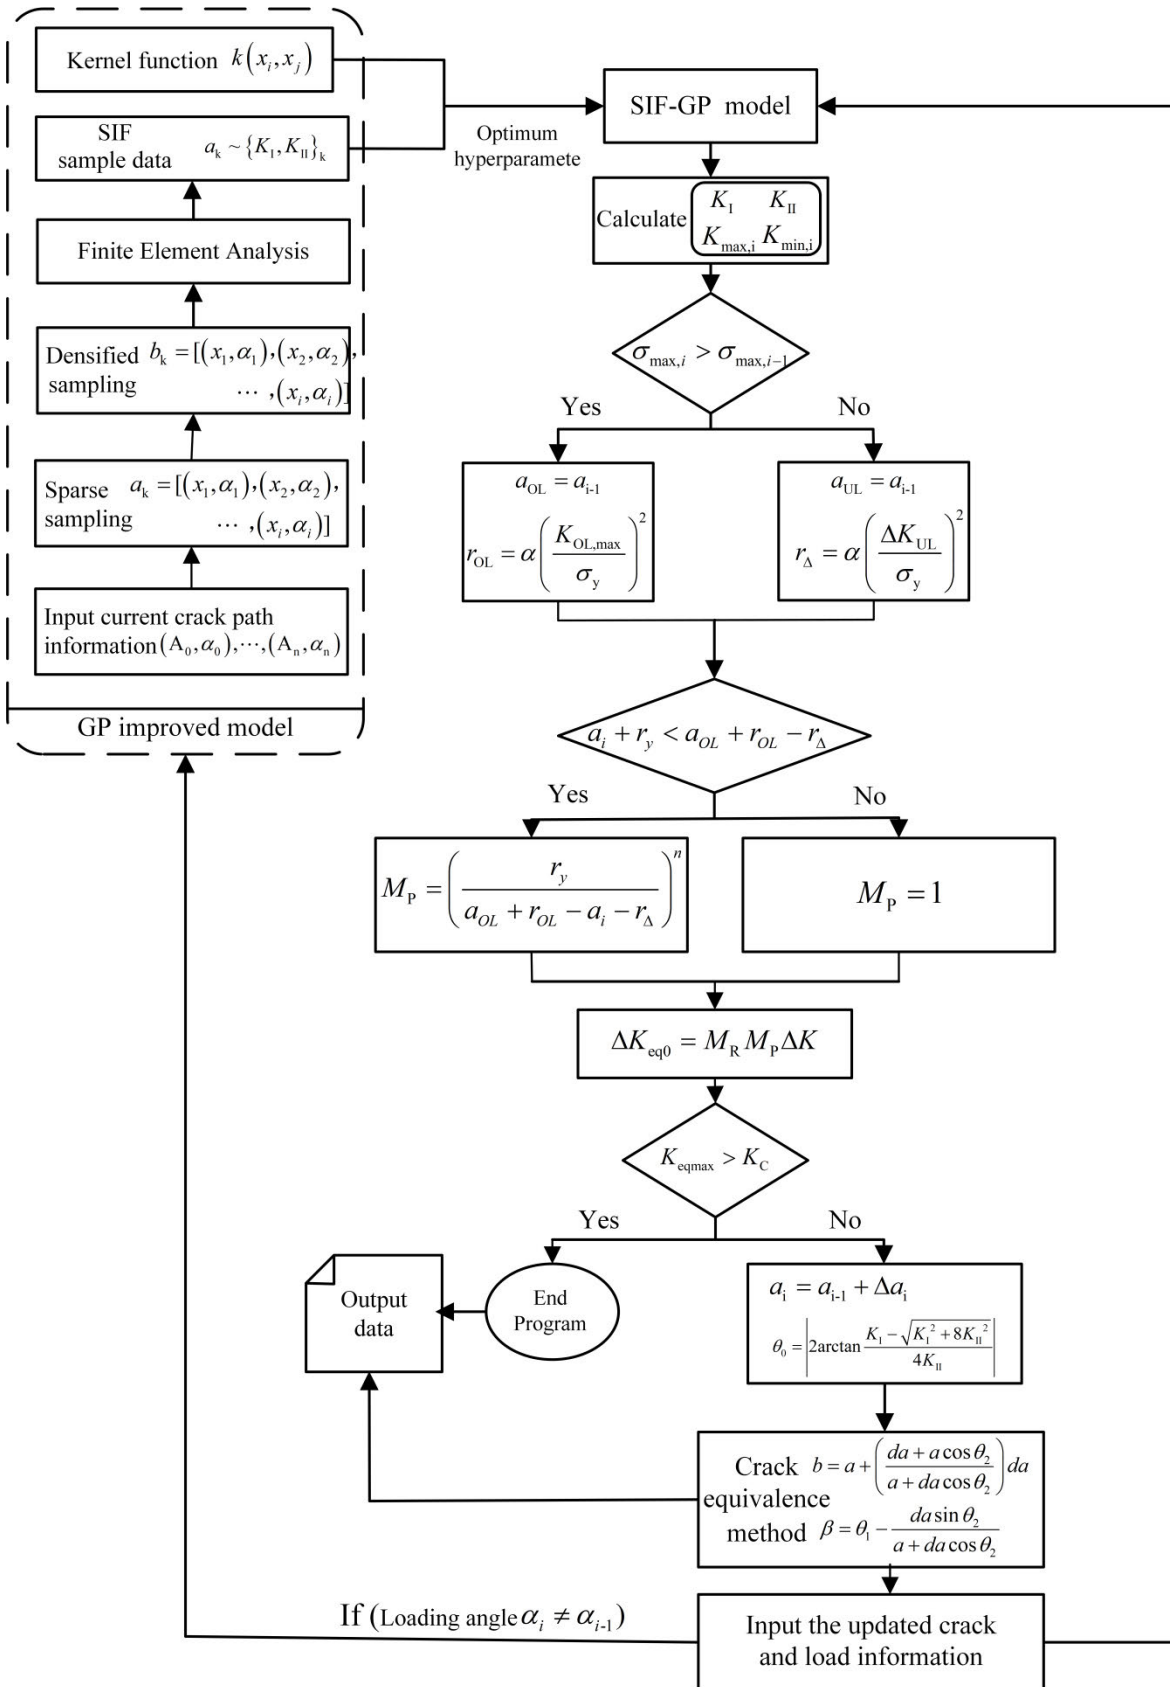 Kernel function k(x_i, x_j)
SIF
sample data a_k ~ {K_I, K_II}_k
Finite Element Analysis
Densified b_k = [(x_1, α_1), (x_2, α_2),
sampling ⋯ , (x_i, α_i)]
Sparse a_k = [(x_1, α_1), (x_2, α_2),
sampling ⋯ , (x_i, α_i)]
Input current crack path
information (A_0, α_0), ⋯, (A_n, α_n)
GP improved model
Optimum
hyperparamete
SIF-GP model
Calculate K_I K_II
K_max,i K_min,i
σ_max,i > σ_max,i−1
Yes
No
a_OL = a_i-1
r_OL = α (K_OL,max / σ_y)^2
a_UL = a_i-1
r_Δ = α (ΔK_UL / σ_y)^2
a_i + r_y < a_OL + r_OL − r_Δ
Yes
No
M_P = (r_y / (a_OL + r_OL − a_i − r_Δ))^n
M_P = 1
ΔK_eq0 = M_R M_P ΔK
K_eqmax > K_C
Yes
No
Output
data
End
Program
a_i = a_i-1 + Δa_i
θ_0 = |2arctan (K_I − √(K_I^2 + 8K_II^2)) / (4K_II)|
Crack b = a + ((da + a cos θ_2) / (a + da cos θ_2)) da
equivalence
method β = θ_1 − (da sin θ_2) / (a + da cos θ_2)
If (Loading angle α_i ≠ α_i-1)
Input the updated crack
and load information